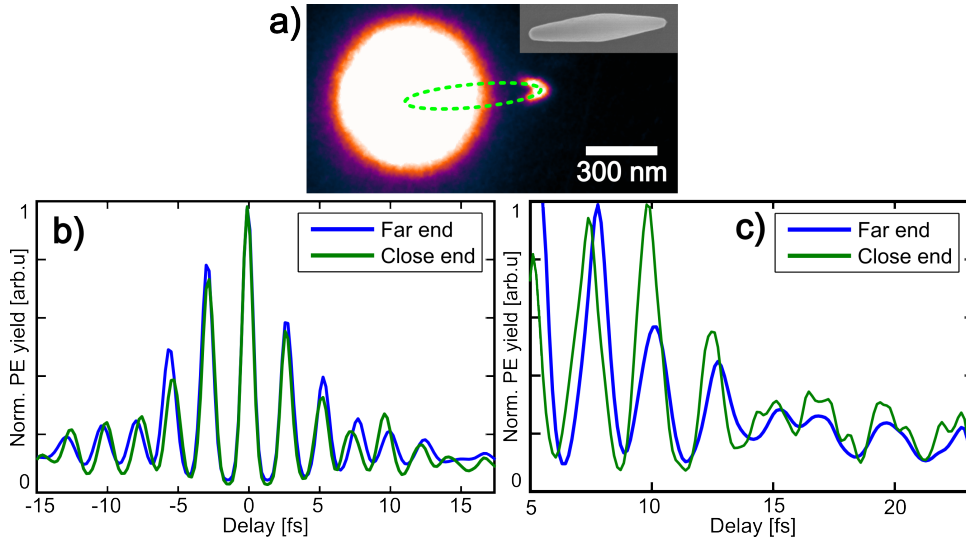 a)
300 nm
b)
Far end
Close end
Norm. PE yield [arb.u]
1
0
-15 -10 -5 0 5 10 15
Delay [fs]
c)
Far end
Close end
Norm. PE yield [arb.u]
1
0
5 10 15 20
Delay [fs]